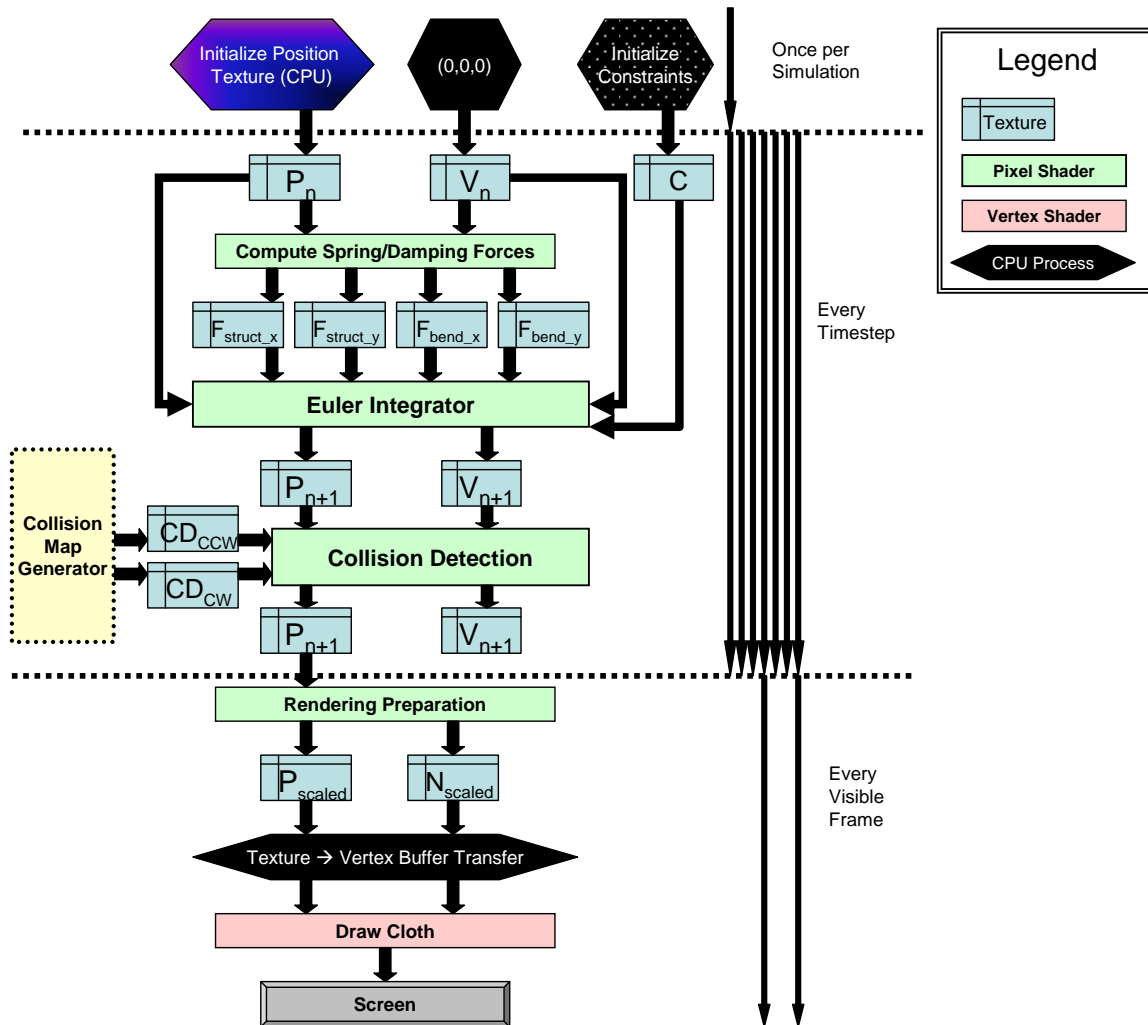 Initialize Position
Texture (CPU)
(0,0,0)
Initialize
Constraints
Once per
Simulation
Legend
Texture
Pixel Shader
Vertex Shader
CPU Process
Pn
Vn
C
Compute Spring/Damping Forces
Fstruct_x
Fstruct_y
Fbend_x
Fbend_y
Every
Timestep
Euler Integrator
Pn+1
Vn+1
Collision
Map
Generator
CDCCW
CDCW
Collision Detection
Pn+1
Vn+1
Rendering Preparation
Pscaled
Nscaled
Every
Visible
Frame
Texture → Vertex Buffer Transfer
Draw Cloth
Screen